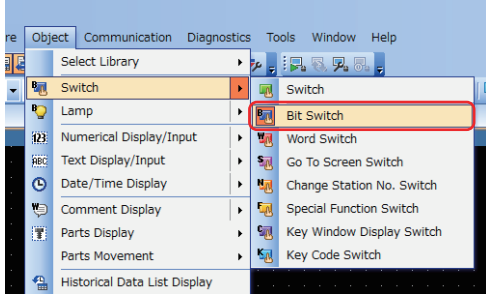 re Object Communication Diagnostics Tools Window Help
Select Library
Switch
Lamp
Numerical Display/Input
Text Display/Input
Date/Time Display
Comment Display
Parts Display
Parts Movement
Historical Data List Display
Switch
Bit Switch
Word Switch
Go To Screen Switch
Change Station No. Switch
Special Function Switch
Key Window Display Switch
Key Code Switch